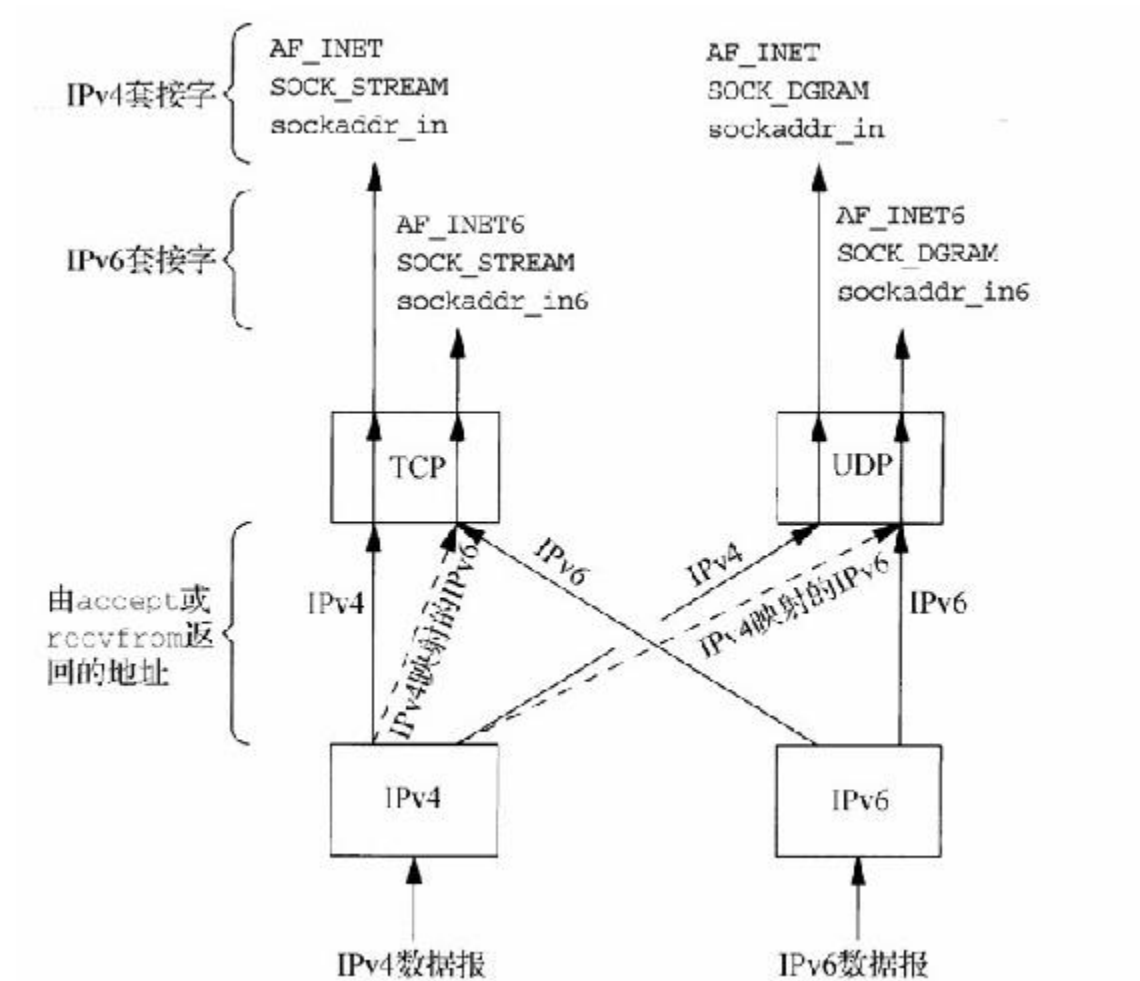 AF_INET
SOCK_STREAM
sockaddr_in
IPv4套接字
AF_INET
SOCK_DGRAM
sockaddr_in
AF_INET6
SOCK_STREAM
sockaddr_in6
IPv6套接字
AF_INET6
SOCK_DGRAM
sockaddr_in6
TCP
UDP
由accept或
recvfrom返
回的地址
IPv4
IPv4映射的IPv6
IPv6
IPv4
IPv4映射的IPv6
IPv6
IPv4
IPv6
IPv4数据报
IPv6数据报